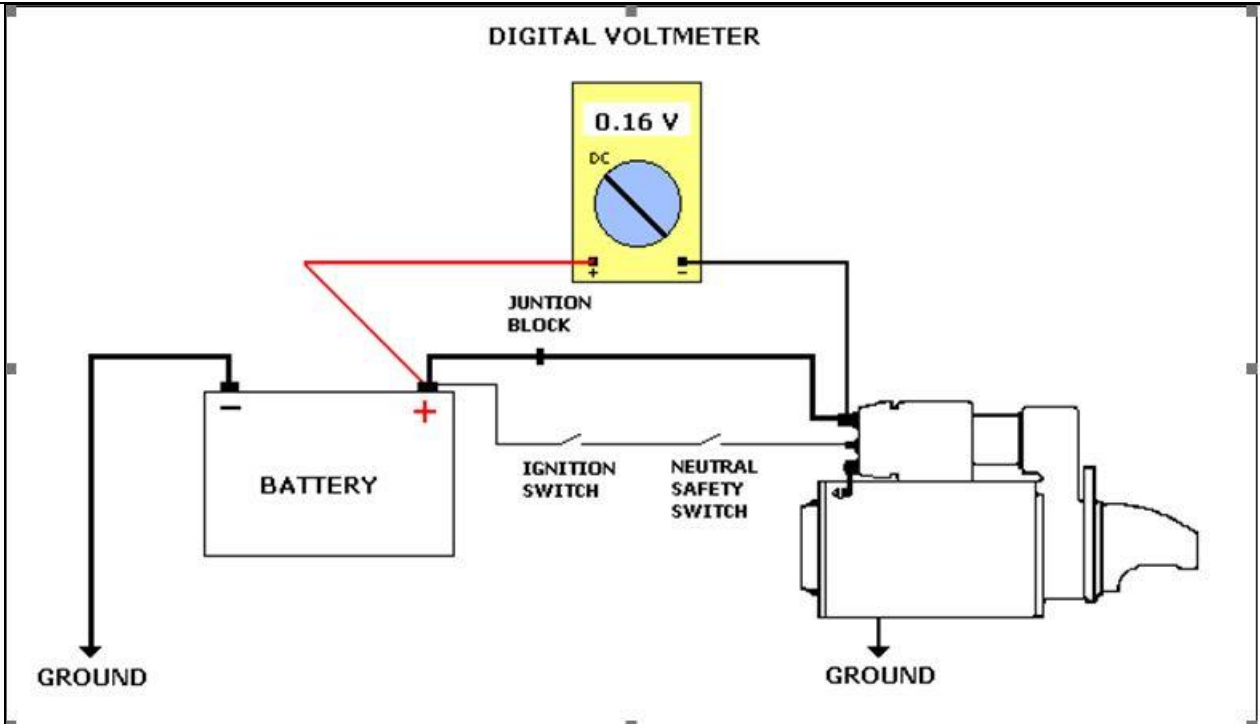 DIGITAL VOLTMETER
0.16 V
DC
+ −
JUNTION
BLOCK
− +
BATTERY
IGNITION
SWITCH
NEUTRAL
SAFETY
SWITCH
GROUND
GROUND